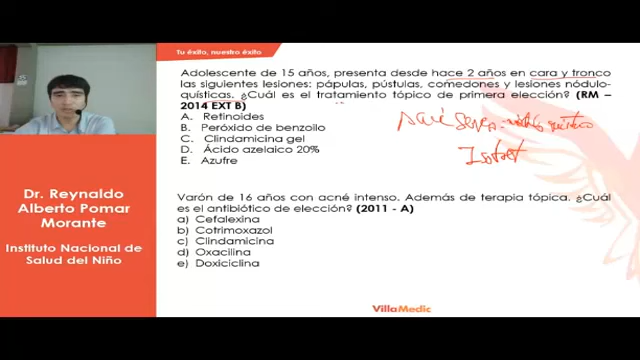 Tu éxito, nuestro éxito
Adolescente de 15 años, presenta desde hace 2 años en cara y tronco
las siguientes lesiones: pápulas, pústulas, comedones y lesiones nódulo-
quísticas. ¿Cuál es el tratamiento tópico de primera elección? (RM –
2014 EXT B)
A. Retinoides
B. Peróxido de benzoilo
C. Clindamicina gel
D. Ácido azelaico 20%
E. Azufre
Dr. Reynaldo
Alberto Pomar
Morante
Instituto Nacional de
Salud del Niño
Varón de 16 años con acné intenso. Además de terapia tópica. ¿Cuál
es el antibiótico de elección? (2011 - A)
a) Cefalexina
b) Cotrimoxazol
c) Clindamicina
d) Oxacilina
e) Doxiciclina
VillaMedic